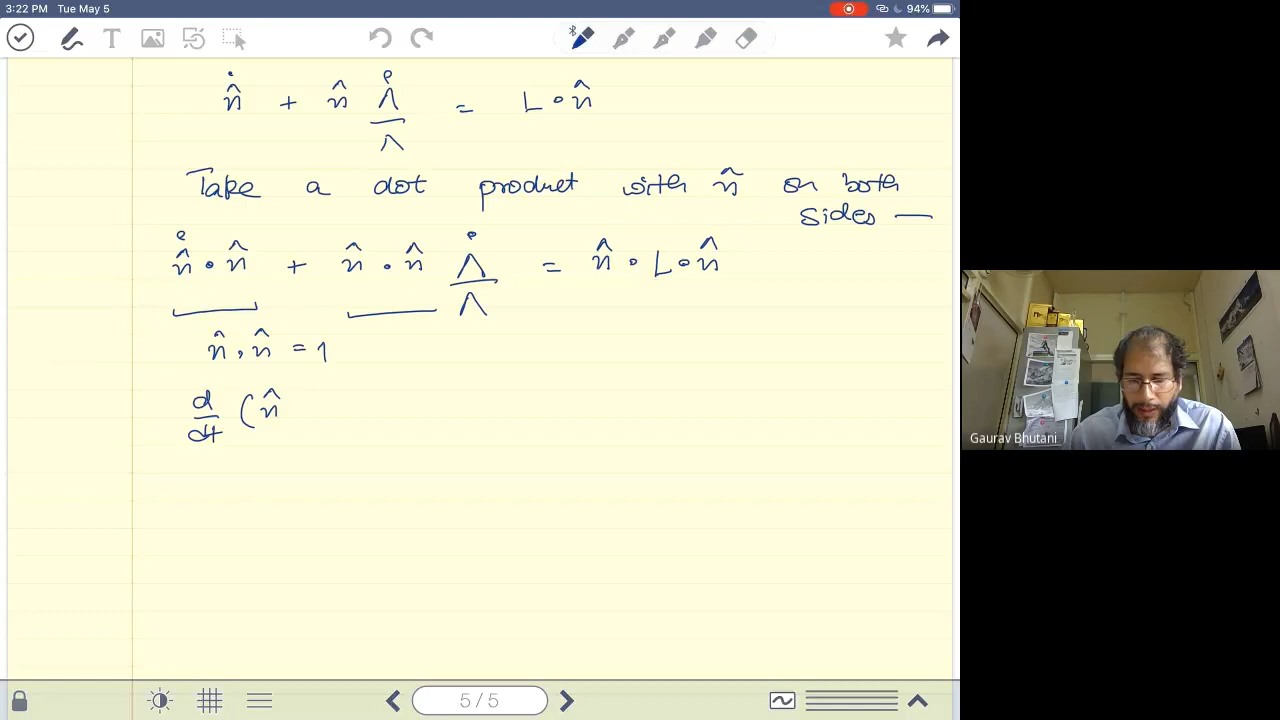 3:22 PM Tue May 5
94%
n̂̇ + n̂ Λ̇/Λ = L · n̂
Take a dot product with n̂ on both
sides —
n̂̇ · n̂ + n̂ · n̂ Λ̇/Λ = n̂ · L · n̂
n̂ . n̂ = 1
d/dt (n̂
Gaurav Bhutani
5 / 5